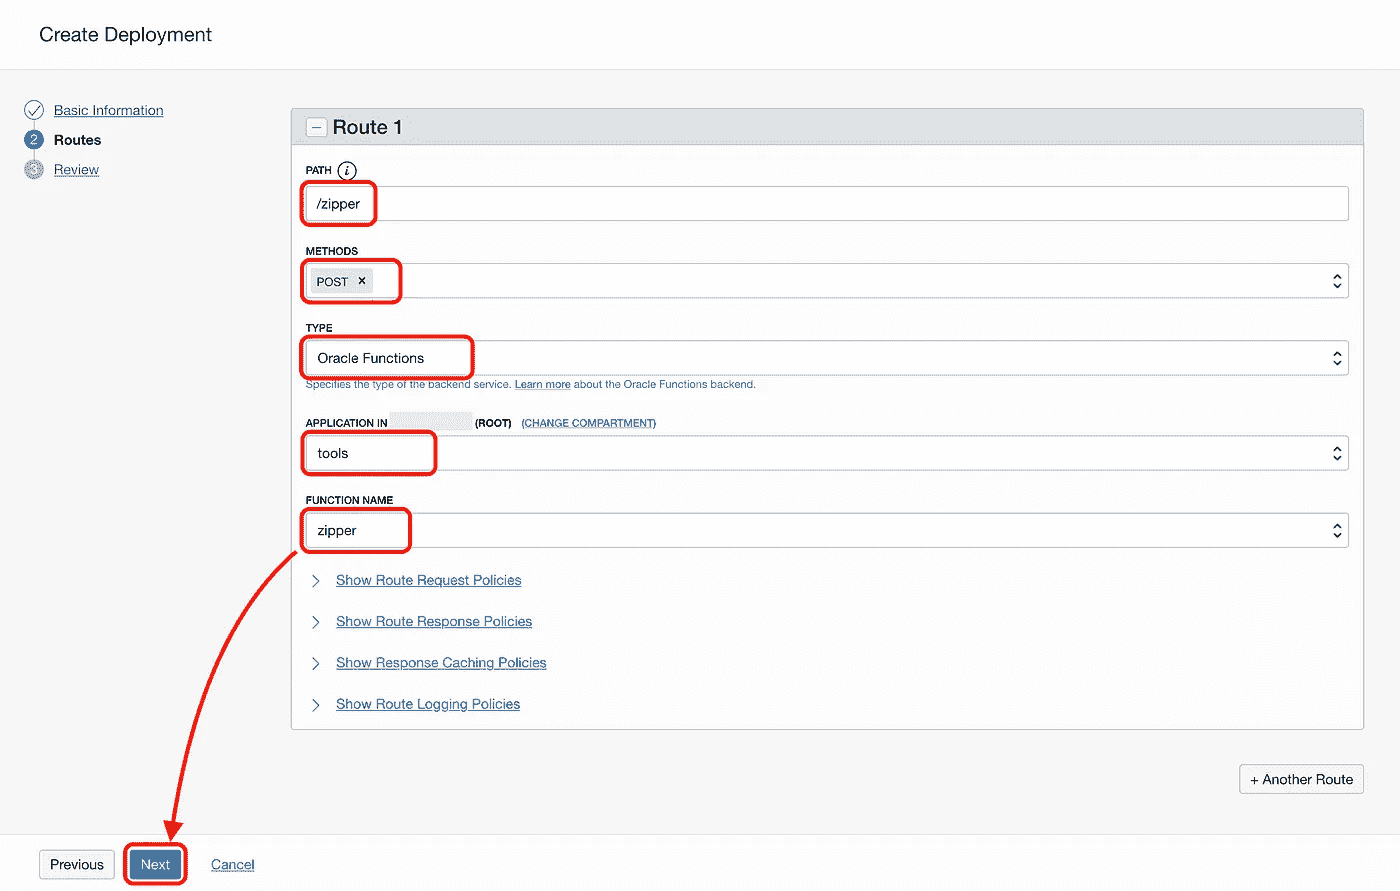 Create Deployment
Basic Information
2 Routes
3 Review
Route 1
PATH i
/zipper
METHODS
POST ×
TYPE
Oracle Functions
Specifies the type of the backend service. Learn more about the Oracle Functions backend.
APPLICATION IN (ROOT) (CHANGE COMPARTMENT)
tools
FUNCTION NAME
zipper
Show Route Request Policies
Show Route Response Policies
Show Response Caching Policies
Show Route Logging Policies
+ Another Route
Previous Next Cancel